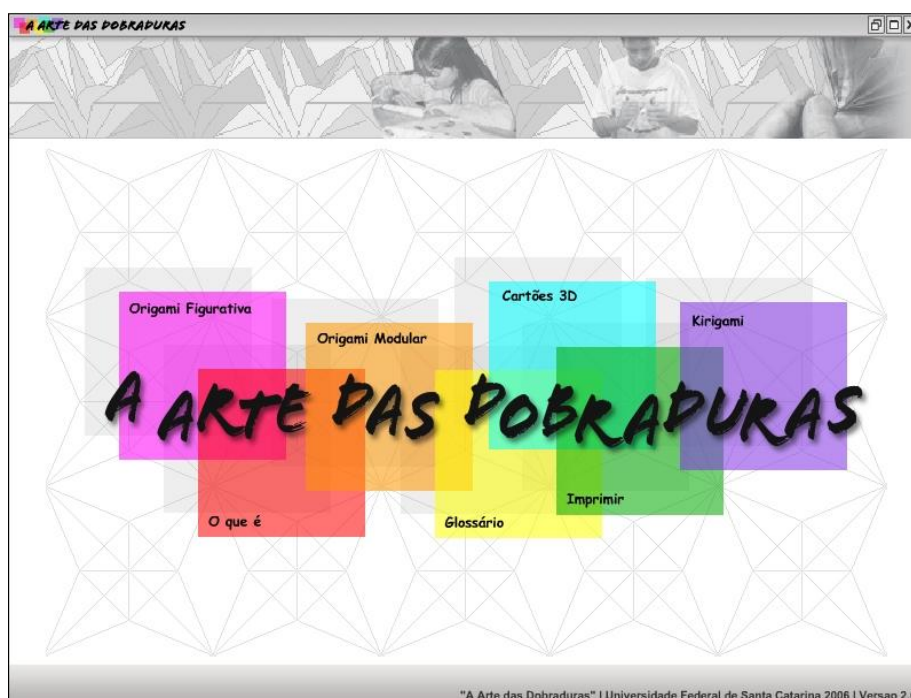 A ARTE DAS DOBRADURAS
Origami Figurativa
Origami Modular
Cartões 3D
Kirigami
A ARTE DAS DOBRADURAS
O que é
Glossário
Imprimir
"A Arte das Dobraduras" | Universidade Federal de Santa Catarina 2006 | Versao 2